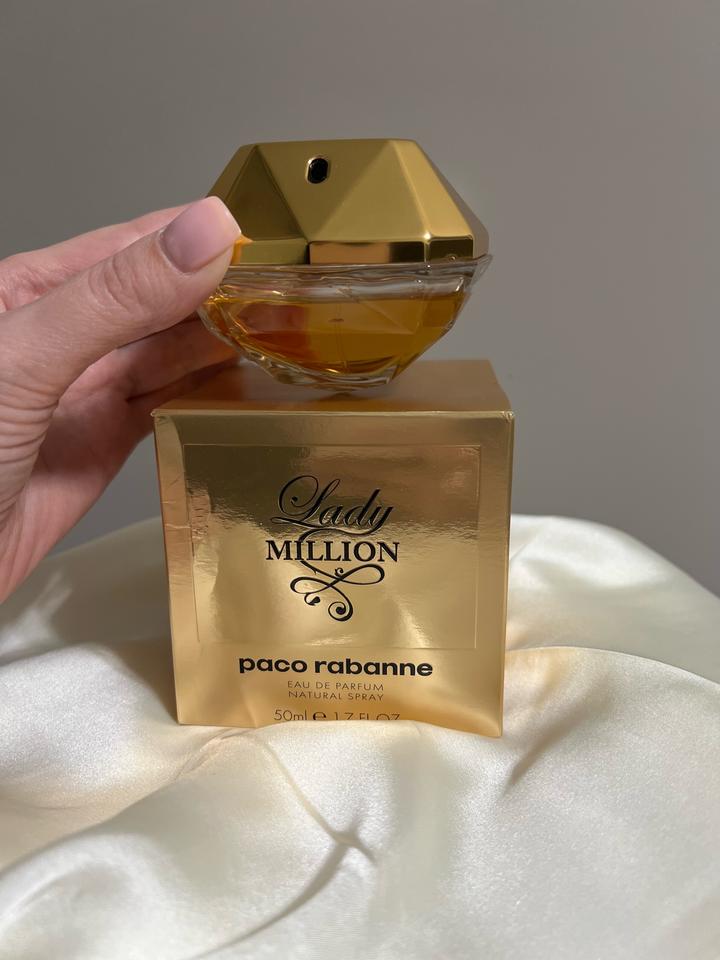 Lady
MILLION
paco rabanne
EAU DE PARFUM
NATURAL SPRAY
50ml e 1.7 FL OZ